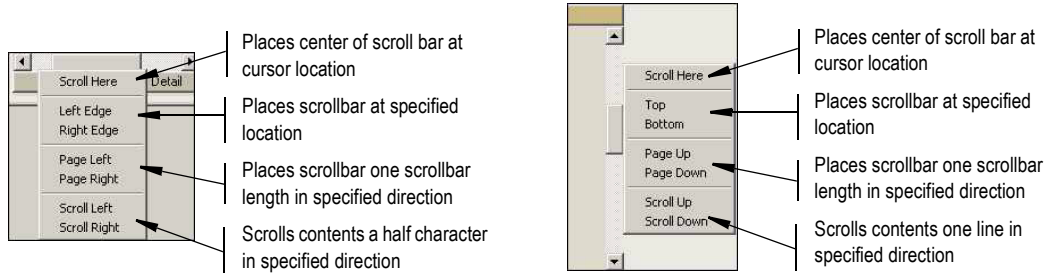 Scroll Here
Detail
Left Edge
Right Edge
Page Left
Page Right
Scroll Left
Scroll Right
Places center of scroll bar at
cursor location
Places scrollbar at specified
location
Places scrollbar one scrollbar
length in specified direction
Scrolls contents a half character
in specified direction
Scroll Here
Top
Bottom
Page Up
Page Down
Scroll Up
Scroll Down
Places center of scroll bar at
cursor location
Places scrollbar at specified
location
Places scrollbar one scrollbar
length in specified direction
Scrolls contents one line in
specified direction